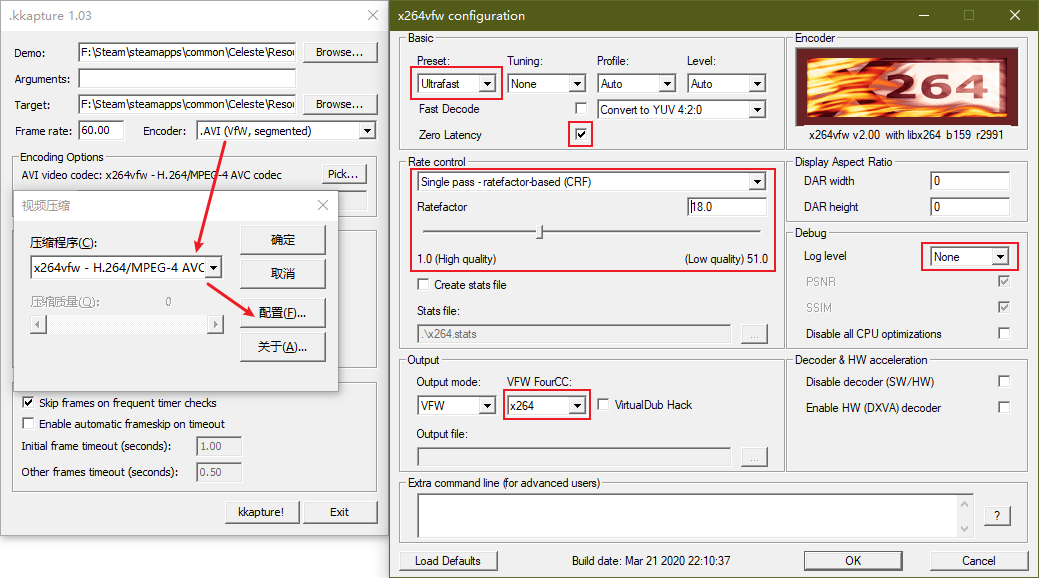 .kkapture 1.03
Demo:
F:\Steam\steamapps\common\Celeste\Resor
Browse...
Arguments:
Target:
F:\Steam\steamapps\common\Celeste\Resor
Browse...
Frame rate:
60.00
Encoder:
.AVI (VfW, segmented)
Encoding Options
AVI video codec: x264vfw - H.264/MPEG-4 AVC codec
Pick...
视频压缩
压缩程序(C):
x264vfw - H.264/MPEG-4 AVC
压缩质量(Q):
0
确定
取消
配置(F)...
关于(A)...
Skip frames on frequent timer checks
Enable automatic frameskip on timeout
Initial frame timeout (seconds):
1.00
Other frames timeout (seconds):
0.50
kkapture!
Exit
x264vfw configuration
Basic
Preset:
Tuning:
Profile:
Level:
Ultrafast
None
Auto
Auto
Fast Decode
Convert to YUV 4:2:0
Zero Latency
Rate control
Single pass - ratefactor-based (CRF)
Ratefactor
18.0
1.0 (High quality)
(Low quality) 51.0
Create stats file
Stats file:
.\x264.stats
...
Output
Output mode:
VFW FourCC:
VFW
x264
VirtualDub Hack
Output file:
...
Encoder
264
x264vfw v2.00 with libx264 b159 r2991
Display Aspect Ratio
DAR width
0
DAR height
0
Debug
Log level
None
PSNR
SSIM
Disable all CPU optimizations
Decoder & HW acceleration
Disable decoder (SW/HW)
Enable HW (DXVA) decoder
Extra command line (for advanced users)
?
Load Defaults
Build date: Mar 21 2020 22:10:37
OK
Cancel